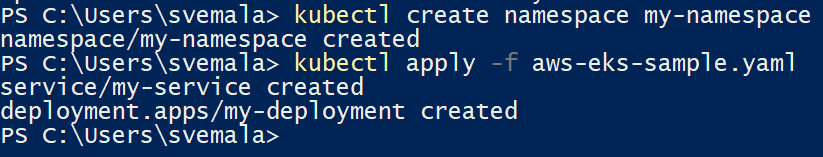 PS C:\Users\svemala> kubectl create namespace my-namespace
namespace/my-namespace created
PS C:\Users\svemala> kubectl apply -f aws-eks-sample.yaml
service/my-service created
deployment.apps/my-deployment created
PS C:\Users\svemala>